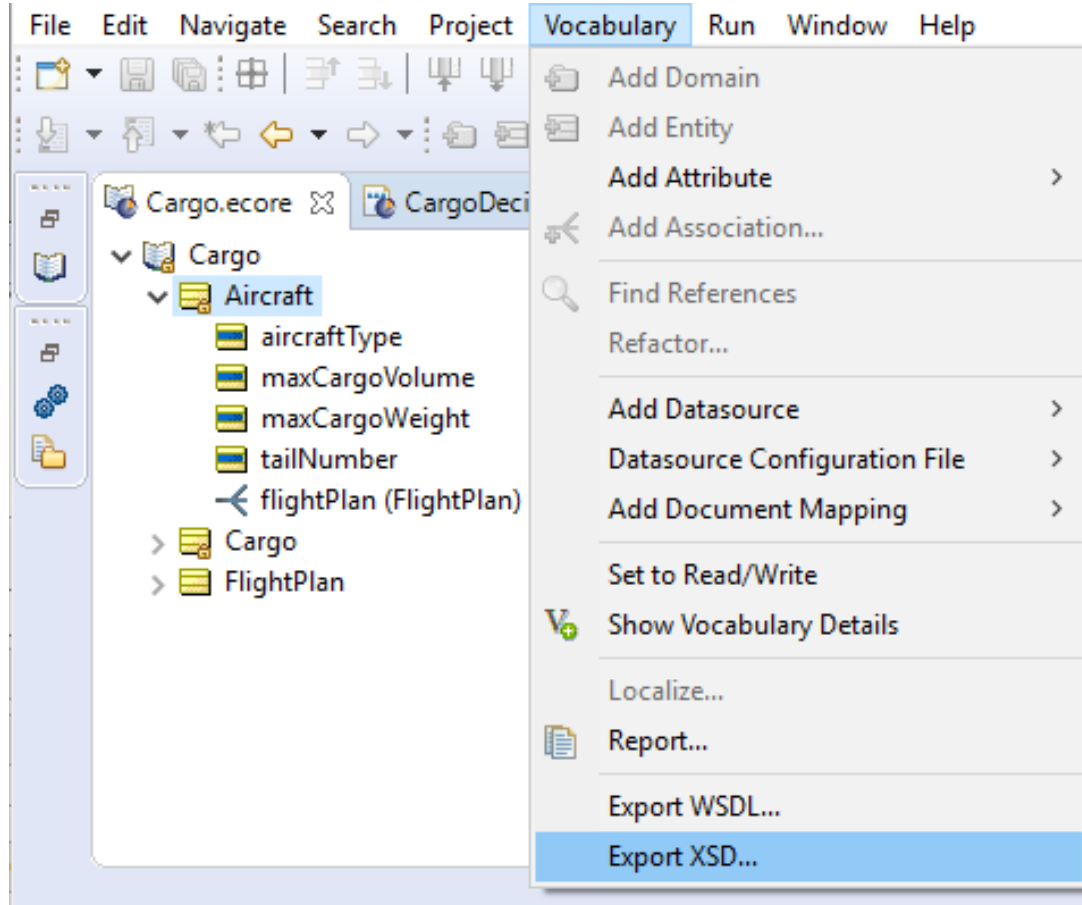 File Edit Navigate Search Project Vocabulary Run Window Help
Cargo.ecore CargoDeci
Cargo
Aircraft
aircraftType
maxCargoVolume
maxCargoWeight
tailNumber
flightPlan (FlightPlan)
Cargo
FlightPlan
Add Domain
Add Entity
Add Attribute
Add Association...
Find References
Refactor...
Add Datasource
Datasource Configuration File
Add Document Mapping
Set to Read/Write
Show Vocabulary Details
Localize...
Report...
Export WSDL...
Export XSD...